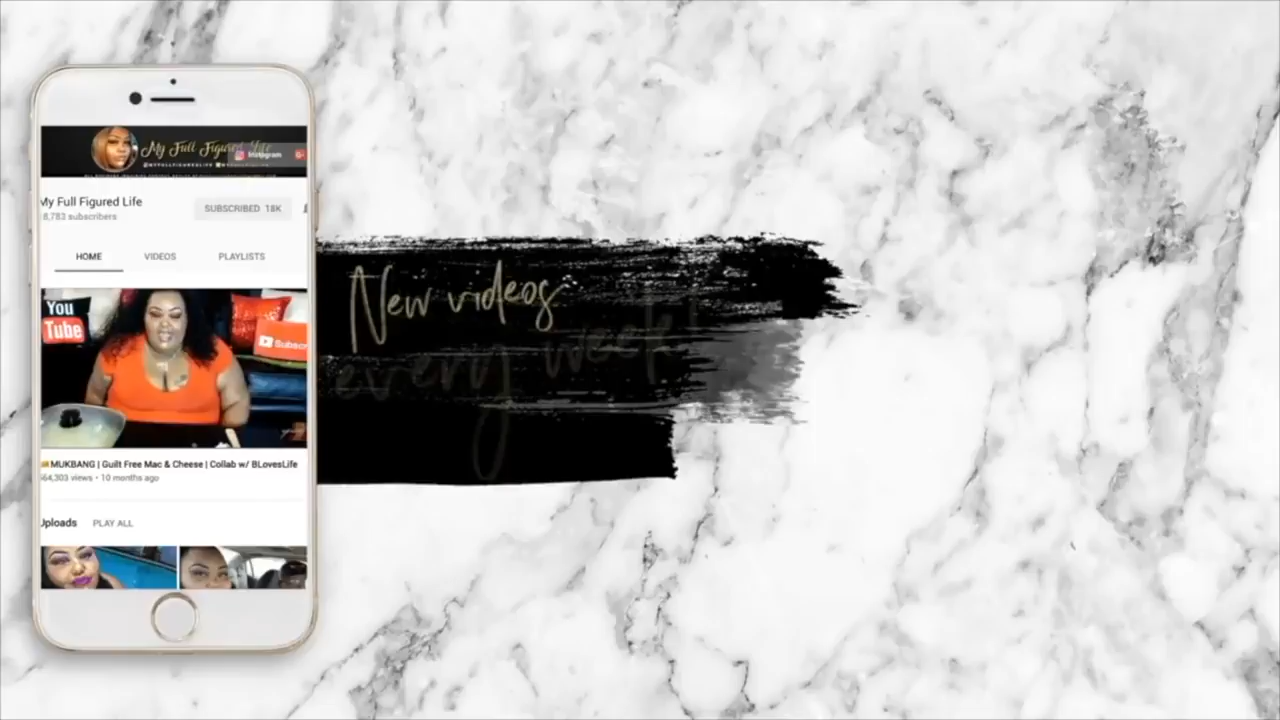 My Full Figured Life
Instagram
@MYFULLFIGUREDLIFE
My Full Figured Life
8,783 subscribers
SUBSCRIBED 18K
HOME
VIDEOS
PLAYLISTS
You
Tube
Subscr
MUKBANG | Guilt Free Mac & Cheese | Collab w/ BLovesLife
64,303 views • 10 months ago
Uploads
PLAY ALL
New videos
every week!